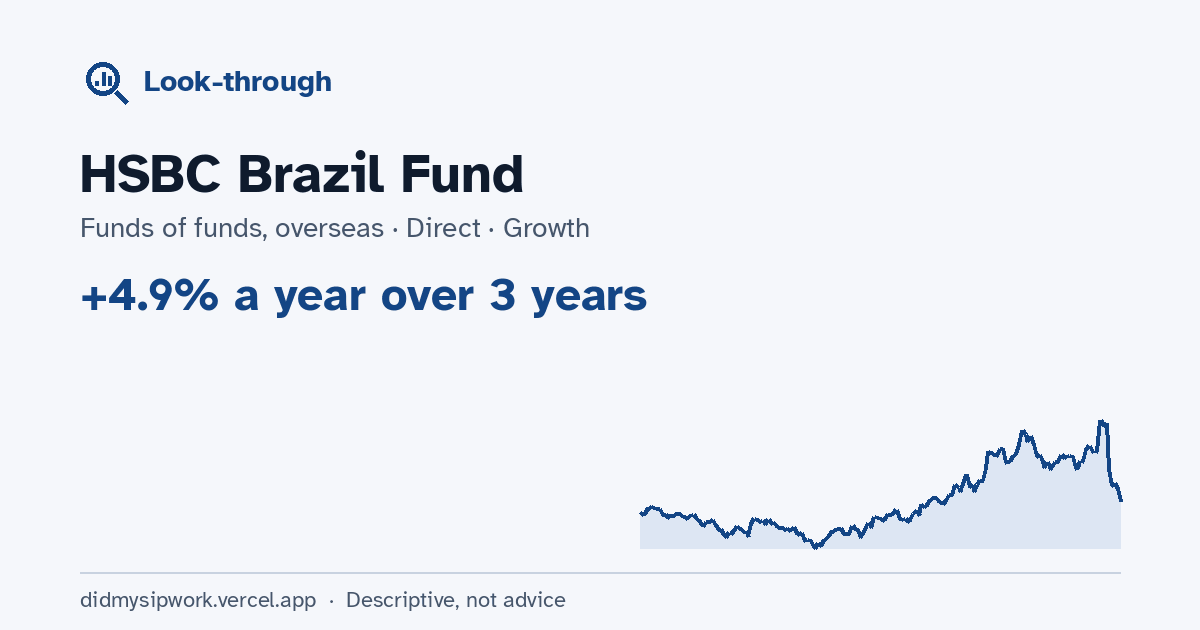 Look-through
HSBC Brazil Fund
Funds of funds, overseas · Direct · Growth
+4.9% a year over 3 years
didmysipwork.vercel.app · Descriptive, not advice